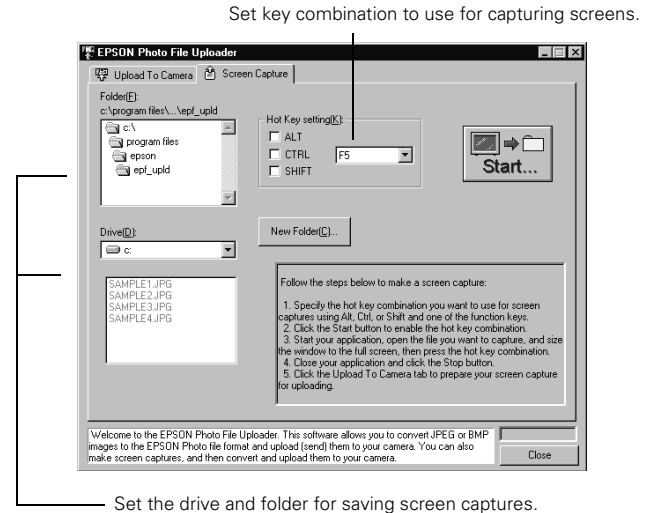 Set key combination to use for capturing screens.
EPSON Photo File Uploader
Upload To Camera
Screen Capture
Folder(F):
c:\program files\...\epf_upld
c:\
program files
epson
epf_upld
Hot Key setting(K):
ALT
CTRL
SHIFT
F5
Start...
Drive(D):
c:
New Folder(C)...
SAMPLE1.JPG
SAMPLE2.JPG
SAMPLE3.JPG
SAMPLE4.JPG
Follow the steps below to make a screen capture:
1. Specify the hot key combination you want to use for screen
captures using Alt, Ctrl, or Shift and one of the function keys.
2. Click the Start button to enable the hot key combination.
3. Start your application, open the file you want to capture, and size
the window to the full screen, then press the hot key combination.
4. Close your application and click the Stop button.
5. Click the Upload To Camera tab to prepare your screen capture
for uploading.
Welcome to the EPSON Photo File Uploader. This software allows you to convert JPEG or BMP
images to the EPSON Photo file format and upload (send) them to your camera. You can also
make screen captures, and then convert and upload them to your camera.
Close
Set the drive and folder for saving screen captures.